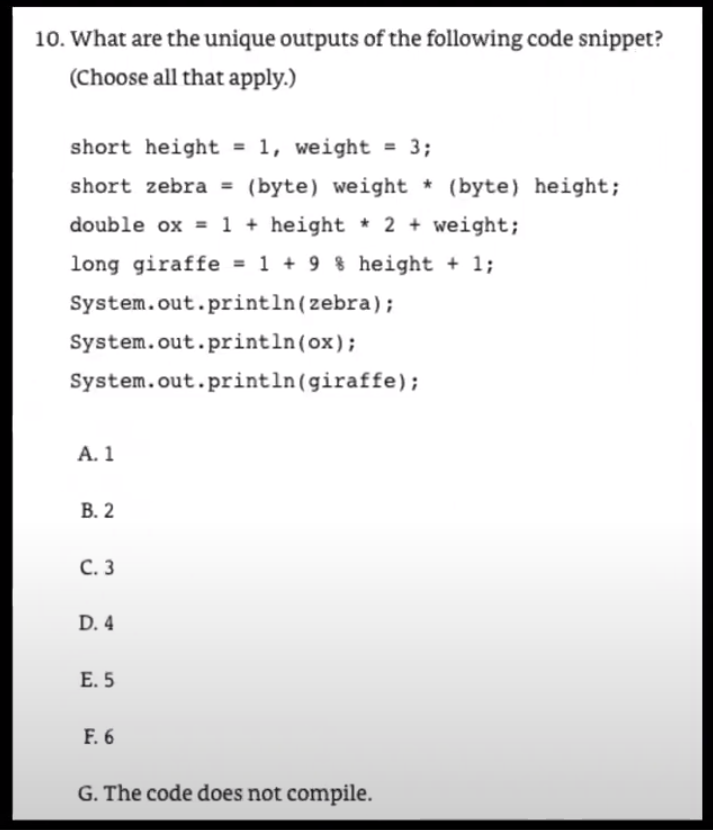 10. What are the unique outputs of the following code snippet?
(Choose all that apply.)
short height = 1, weight = 3;
short zebra = (byte) weight * (byte) height;
double ox = 1 + height * 2 + weight;
long giraffe = 1 + 9 % height + 1;
System.out.println(zebra);
System.out.println(ox);
System.out.println(giraffe);
A. 1
B. 2
C. 3
D. 4
E. 5
F. 6
G. The code does not compile.